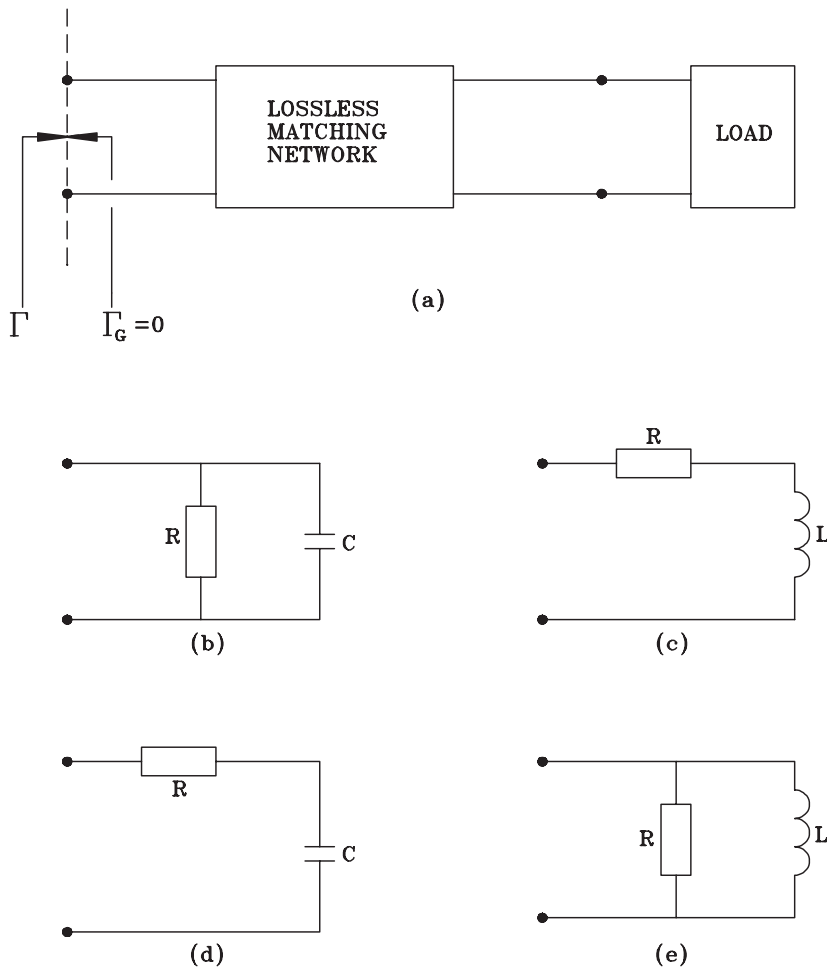 LOSSLESS
MATCHING
NETWORK
LOAD
Γ
Γ_G =0
(a)
R
C
(b)
R
L
(c)
R
C
(d)
R
L
(e)